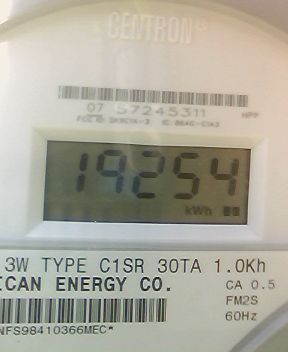 CENTRON
07 57245311 HPP
19254
kWh
3W TYPE C1SR 30TA 1.0Kh
ICAN ENERGY CO. CA 0.5
FM2S
NFS98410366MEC* 60Hz